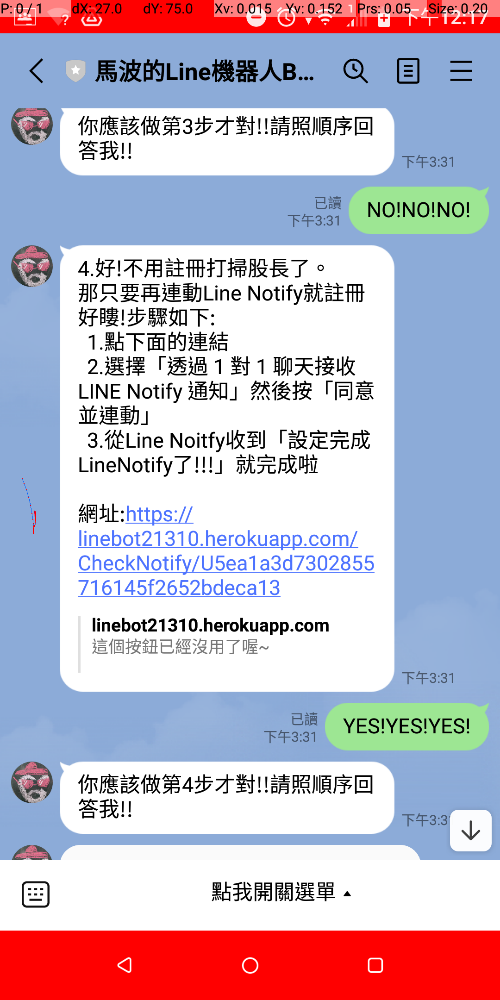 P: 0 / 1 dX: 27.0 dY: 75.0 Xv: 0.015 Yv: 0.152 Prs: 0.05 Size: 0.20
下午12:17
馬波的Line機器人B...
你應該做第3步才對!!請照順序回
答我!!
下午3:31
已讀
下午3:31
NO!NO!NO!
4.好!不用註冊打掃股長了。
那只要再連動Line Notify就註冊
好瞜!步驟如下:
1.點下面的連結
2.選擇「透過 1 對 1 聊天接收
LINE Notify 通知」然後按「同意
並連動」
3.從Line Noitfy收到「設定完成
LineNotify了!!!」就完成啦
網址:https://
linebot21310.herokuapp.com/
CheckNotify/U5ea1a3d7302855
716145f2652bdeca13
linebot21310.herokuapp.com
這個按鈕已經沒用了喔~
下午3:31
已讀
下午3:31
YES!YES!YES!
你應該做第4步才對!!請照順序回
答我!!
下午3:31
點我開關選單